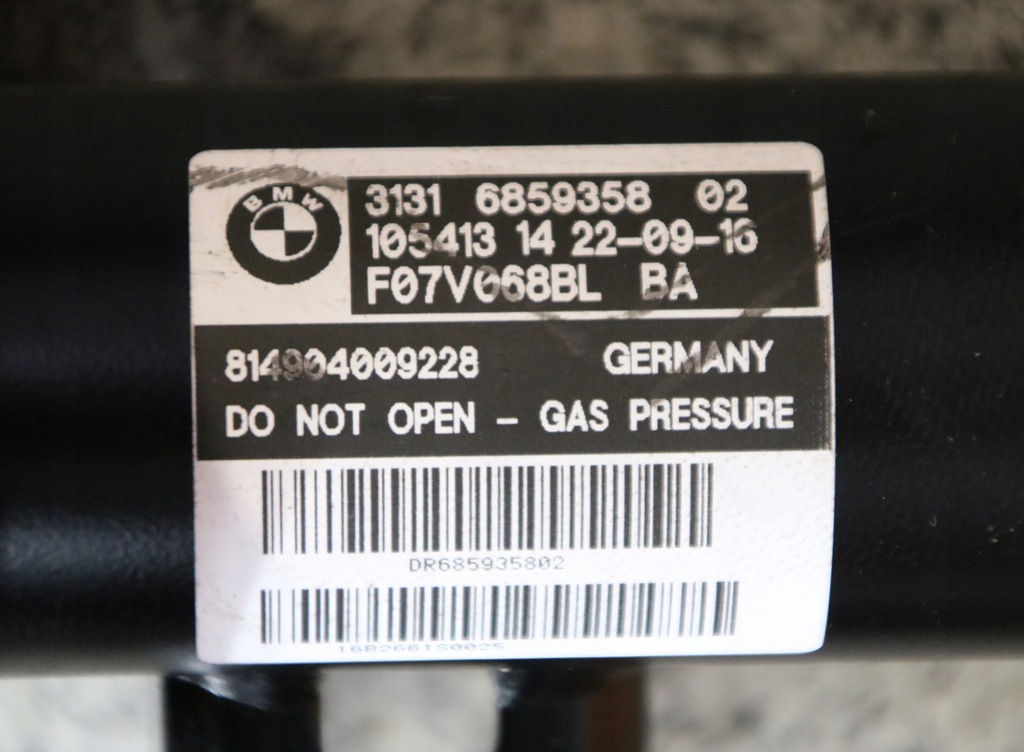 BMW
3131 6859358 02
105413 14 22-09-16
F07V068BL BA
814904009228 GERMANY
DO NOT OPEN - GAS PRESSURE
DR685935802
16B2661S0025